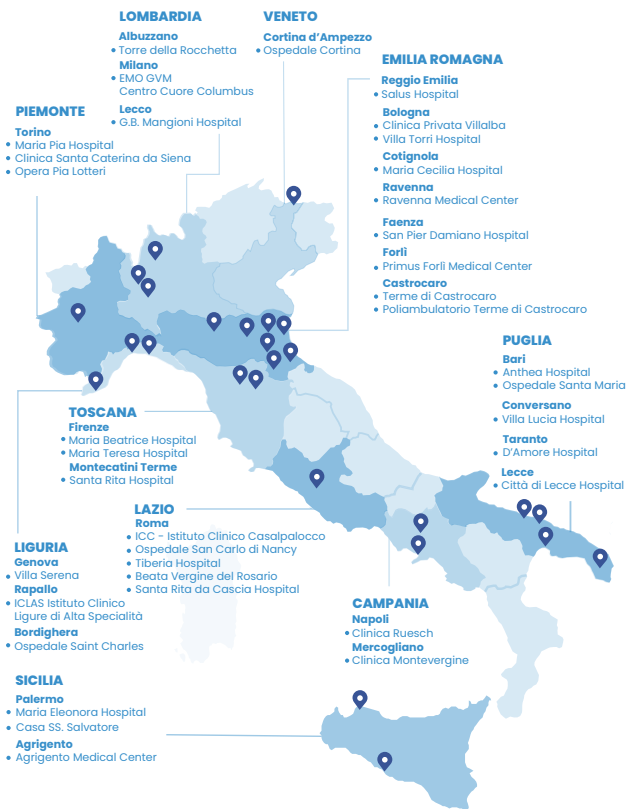 LOMBARDIA
Albuzzano
• Torre della Rocchetta
Milano
• EMO GVM
Centro Cuore Columbus
Lecco
• G.B. Mangioni Hospital
VENETO
Cortina d’Ampezzo
• Ospedale Cortina
EMILIA ROMAGNA
Reggio Emilia
• Salus Hospital
Bologna
• Clinica Privata Villalba
• Villa Torri Hospital
Cotignola
• Maria Cecilia Hospital
Ravenna
• Ravenna Medical Center
Faenza
• San Pier Damiano Hospital
Forlì
• Primus Forlì Medical Center
Castrocaro
• Terme di Castrocaro
• Poliambulatorio Terme di Castrocaro
PIEMONTE
Torino
• Maria Pia Hospital
• Clinica Santa Caterina da Siena
• Opera Pia Lotteri
PUGLIA
Bari
• Anthea Hospital
• Ospedale Santa Maria
Conversano
• Villa Lucia Hospital
Taranto
• D’Amore Hospital
Lecce
• Città di Lecce Hospital
TOSCANA
Firenze
• Maria Beatrice Hospital
• Maria Teresa Hospital
Montecatini Terme
• Santa Rita Hospital
LAZIO
Roma
• ICC - Istituto Clinico Casalpalocco
• Ospedale San Carlo di Nancy
• Tiberia Hospital
• Beata Vergine del Rosario
• Santa Rita da Cascia Hospital
LIGURIA
Genova
• Villa Serena
Rapallo
• ICLAS Istituto Clinico
Ligure di Alta Specialità
Bordighera
• Ospedale Saint Charles
CAMPANIA
Napoli
• Clinica Ruesch
Mercogliano
• Clinica Montevergine
SICILIA
Palermo
• Maria Eleonora Hospital
• Casa SS. Salvatore
Agrigento
• Agrigento Medical Center